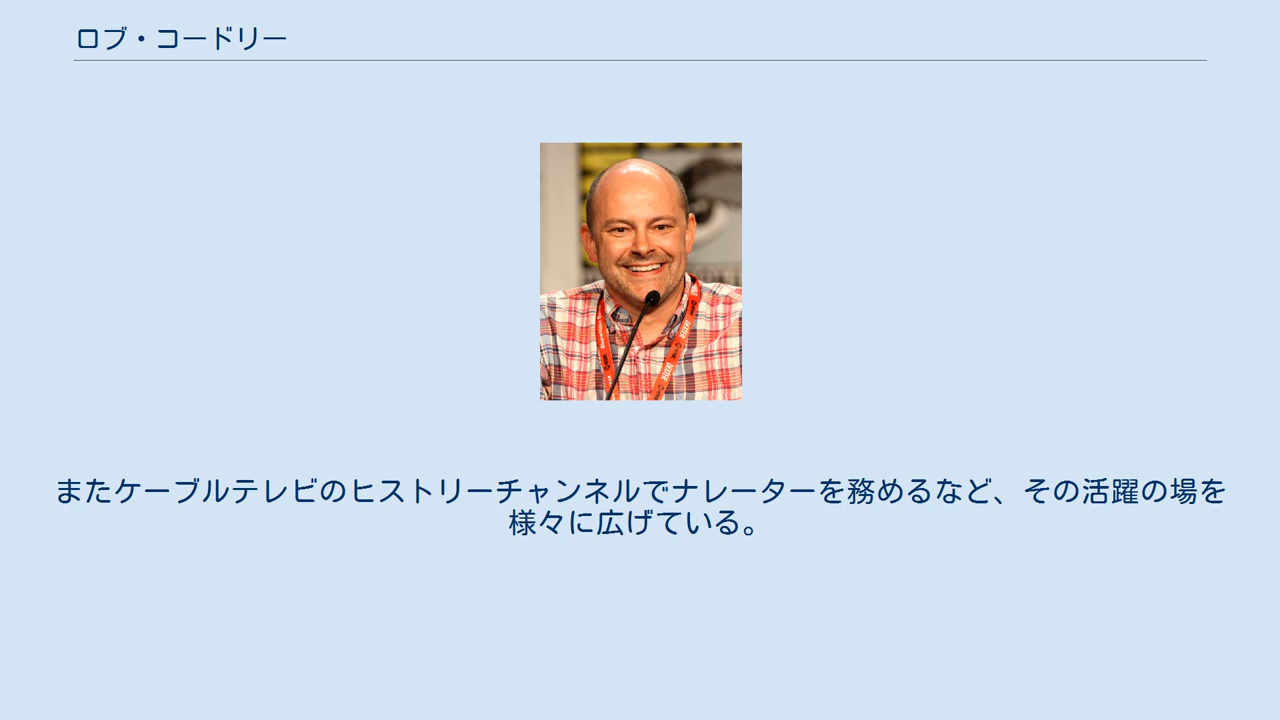 ロブ・コードリー
またケーブルテレビのヒストリーチャンネルでナレーターを務めるなど、その活躍の場を
様々に広げている。